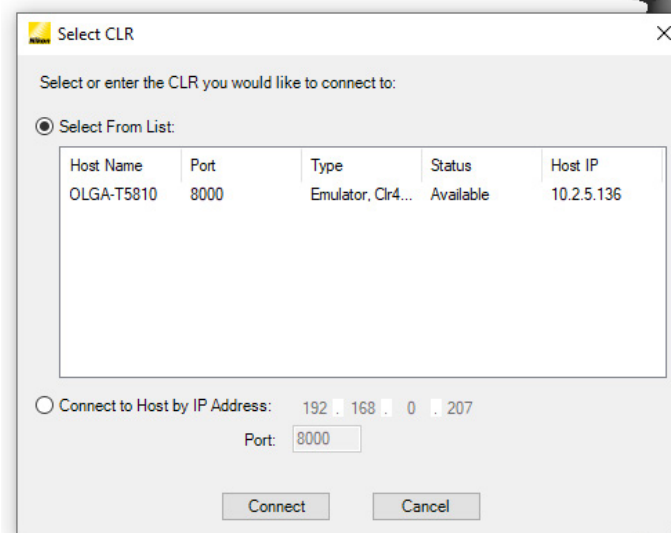 Nikon Select CLR
Select or enter the CLR you would like to connect to:
Select From List:
Host Name Port Type Status Host IP
OLGA-T5810 8000 Emulator, Clr4... Available 10.2.5.136
Connect to Host by IP Address: 192 . 168 . 0 . 207
Port: 8000
Connect Cancel